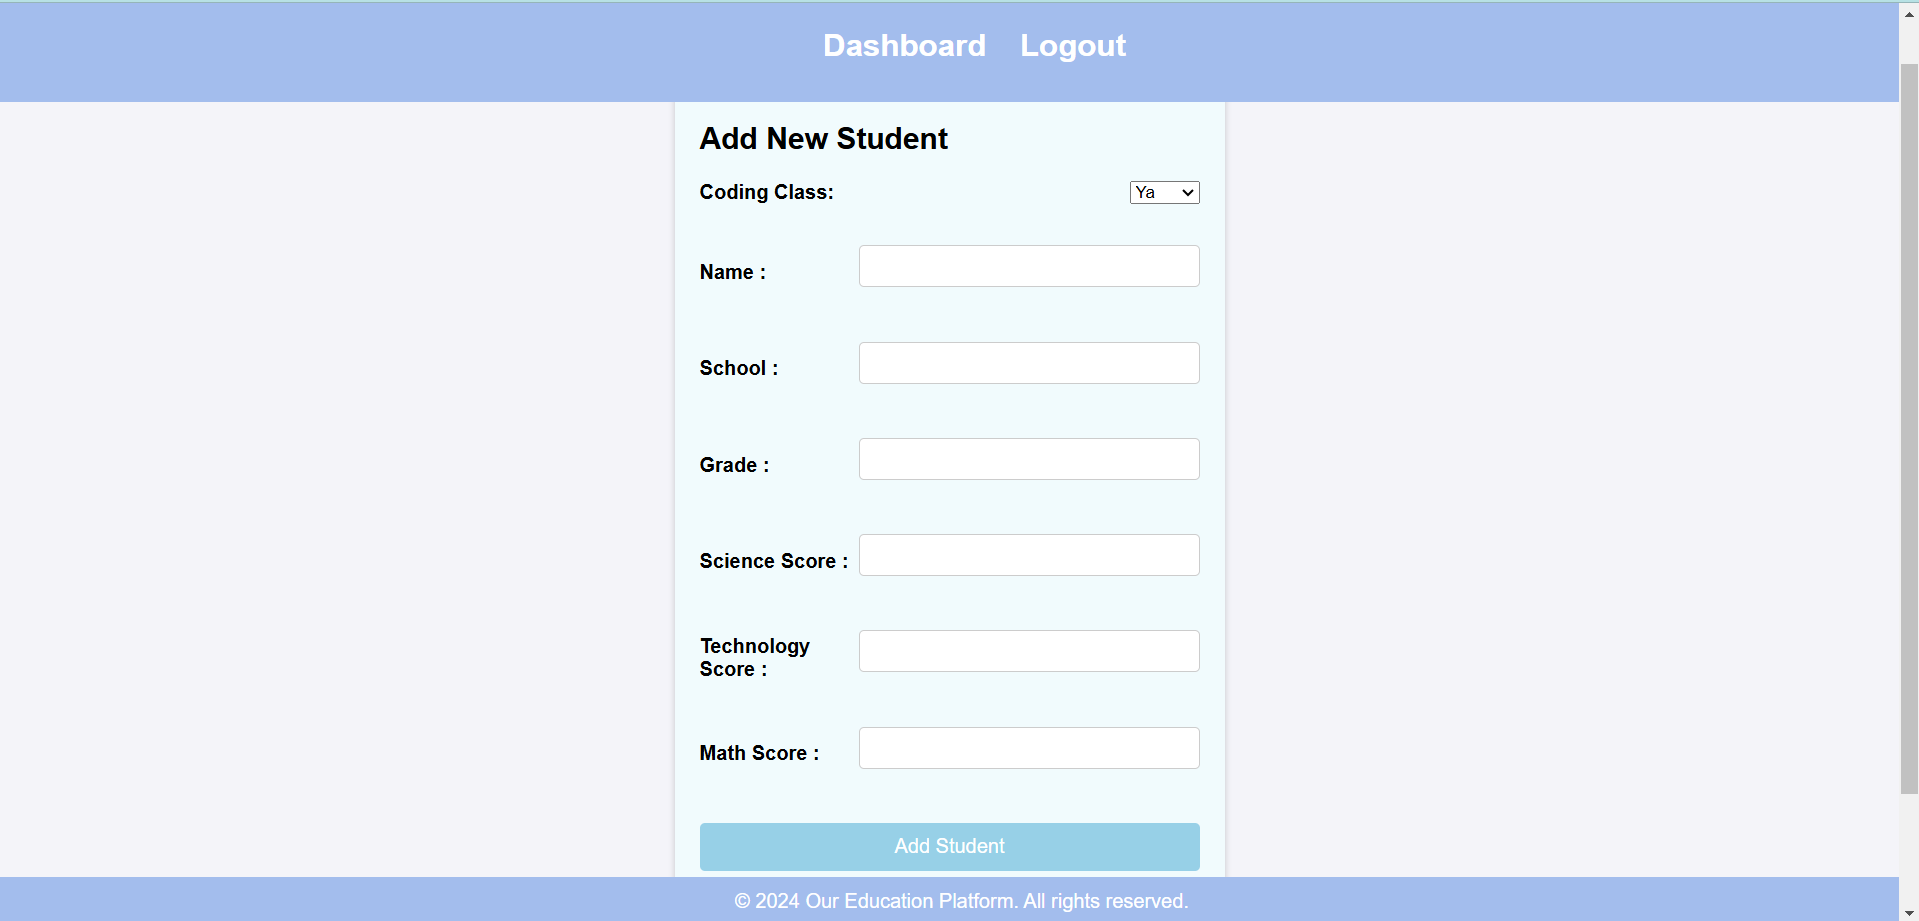 Dashboard Logout
Add New Student
Coding Class: Ya
Name :
School :
Grade :
Science Score :
Technology
Score :
Math Score :
Add Student
© 2024 Our Education Platform. All rights reserved.